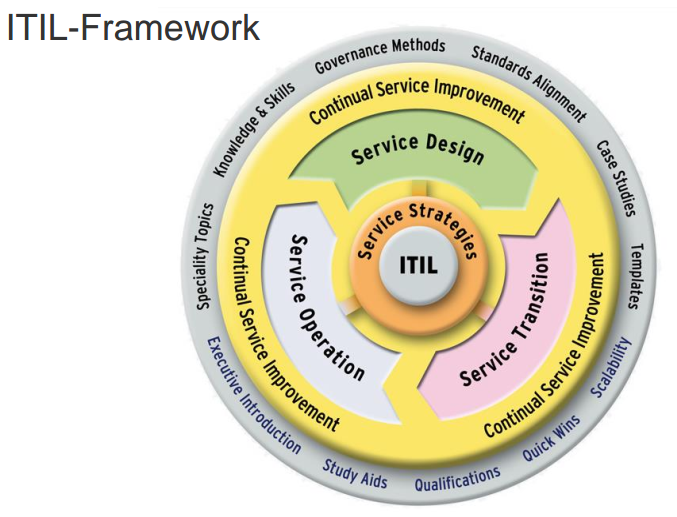 ITIL-Framework
Governance Methods
Standards Alignment
Knowledge & Skills
Case Studies
Speciality Topics
Templates
Executive Introduction
Study Aids
Qualifications
Quick Wins
Scalability
Continual Service Improvement
Continual Service Improvement
Continual Service Improvement
Service Design
Service Transition
Service Operation
Service Strategies
ITIL